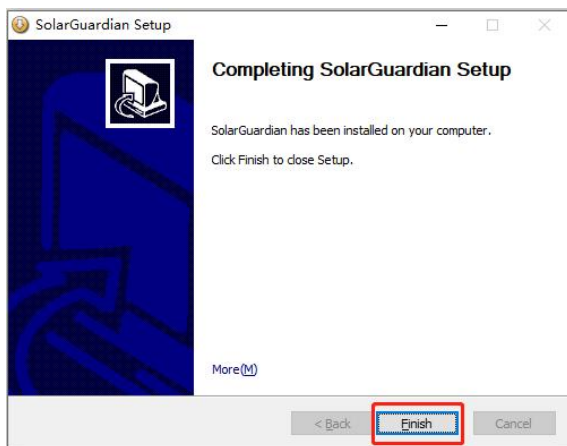 SolarGuardian Setup
Completing SolarGuardian Setup
SolarGuardian has been installed on your computer.
Click Finish to close Setup.
More(M)
< Back Finish Cancel